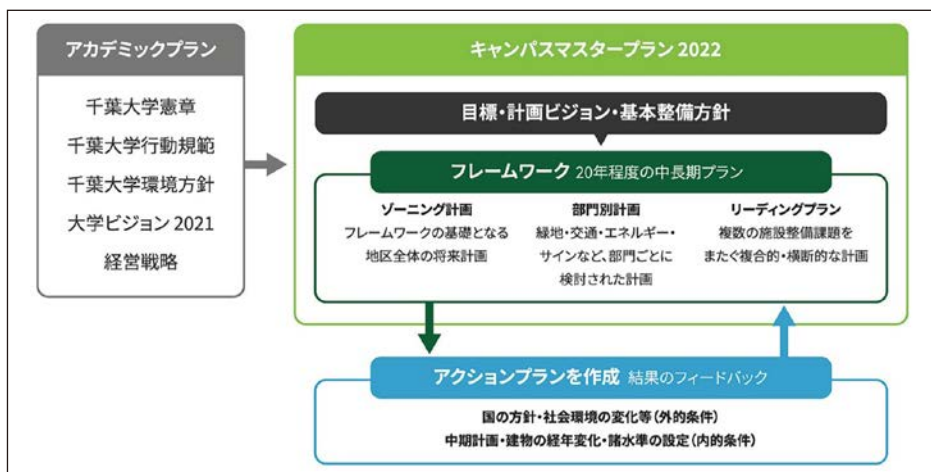 アカデミックプラン
千葉大学憲章
千葉大学行動規範
千葉大学環境方針
大学ビジョン 2021
経営戦略
キャンパスマスタープラン 2022
目標・計画ビジョン・基本整備方針
フレームワーク 20年程度の中長期プラン
ゾーニング計画
フレームワークの基礎となる
地区全体の将来計画
部門別計画
緑地・交通・エネルギー・
サインなど、部門ごとに
検討された計画
リーディングプラン
複数の施設整備課題を
またぐ複合的・横断的な計画
アクションプランを作成 結果のフィードバック
国の方針・社会環境の変化等(外的条件)
中期計画・建物の経年変化・諸水準の設定(内的条件)